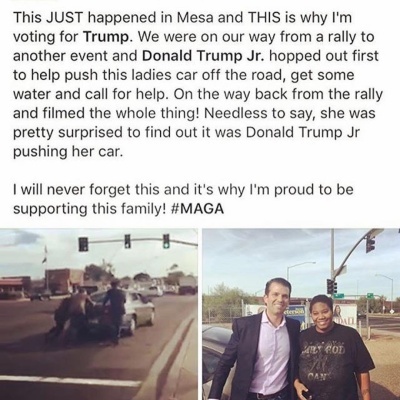 This JUST happened in Mesa and THIS is why I'm
voting for Trump. We were on our way from a rally to
another event and Donald Trump Jr. hopped out first
to help push this ladies car off the road, get some
water and call for help. On the way back from the rally
and filmed the whole thing! Needless to say, she was
pretty surprised to find out it was Donald Trump Jr
pushing her car.
I will never forget this and it's why I'm proud to be
supporting this family! #MAGA
GOD
CAN